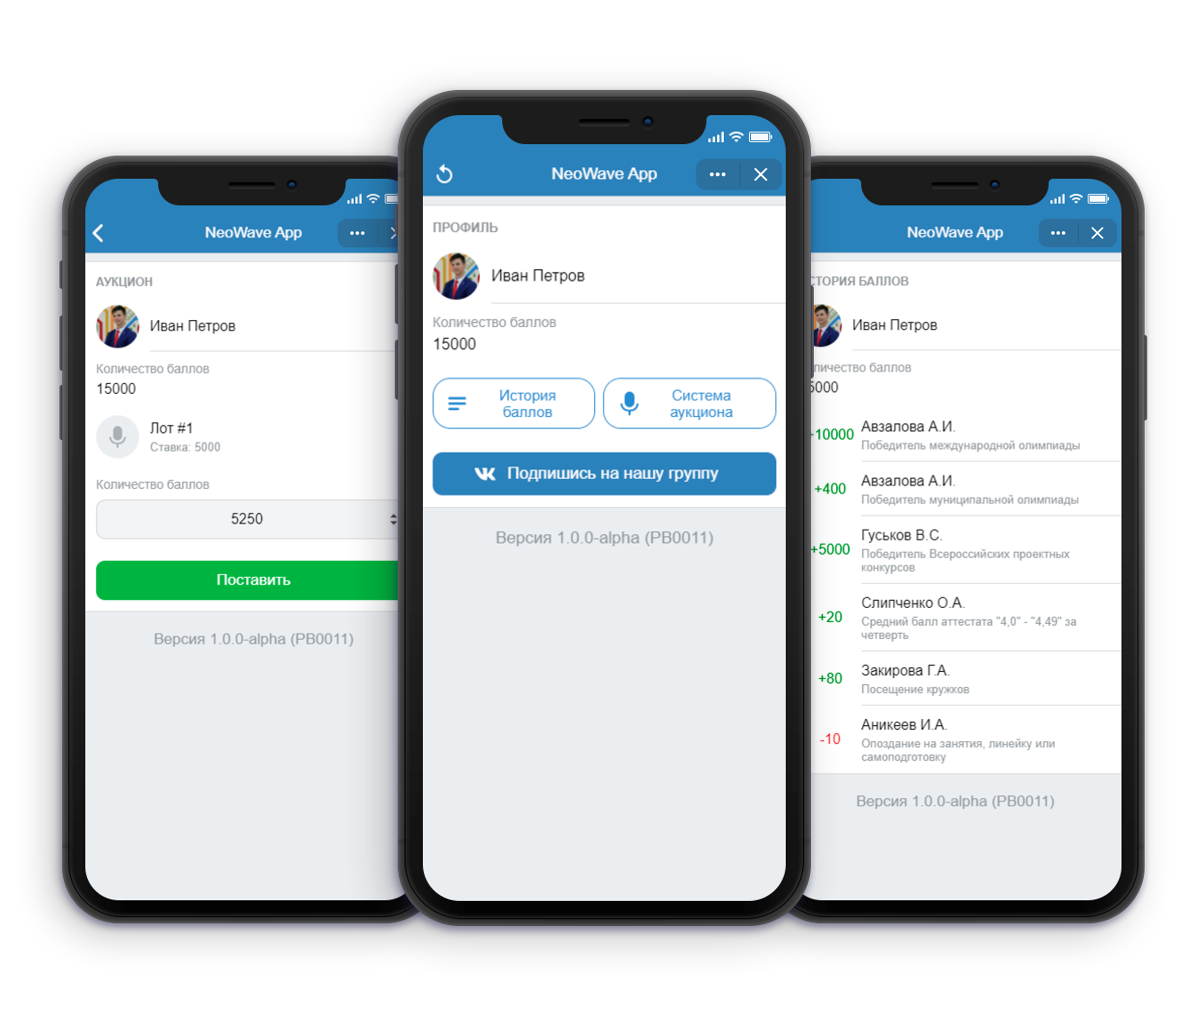 NeoWave App
АУКЦИОН
Иван Петров
Количество баллов
15000
Лот #1
Ставка: 5000
Количество баллов
5250
Поставить
Версия 1.0.0-alpha (PB0011)
NeoWave App
ПРОФИЛЬ
Иван Петров
Количество баллов
15000
История
баллов
Система
аукциона
Подпишись на нашу группу
Версия 1.0.0-alpha (PB0011)
NeoWave App
СТОРИЯ БАЛЛОВ
Иван Петров
личество баллов
5000
+10000
Авзалова А.И.
Победитель международной олимпиады
+400
Авзалова А.И.
Победитель муниципальной олимпиады
+5000
Гуськов В.С.
Победитель Всероссийских проектных
конкурсов
+20
Слипченко О.А.
Средний балл аттестата "4,0" - "4,49" за
четверть
+80
Закирова Г.А.
Посещение кружков
-10
Аникеев И.А.
Опоздание на занятия, линейку или
самоподготовку
Версия 1.0.0-alpha (PB0011)